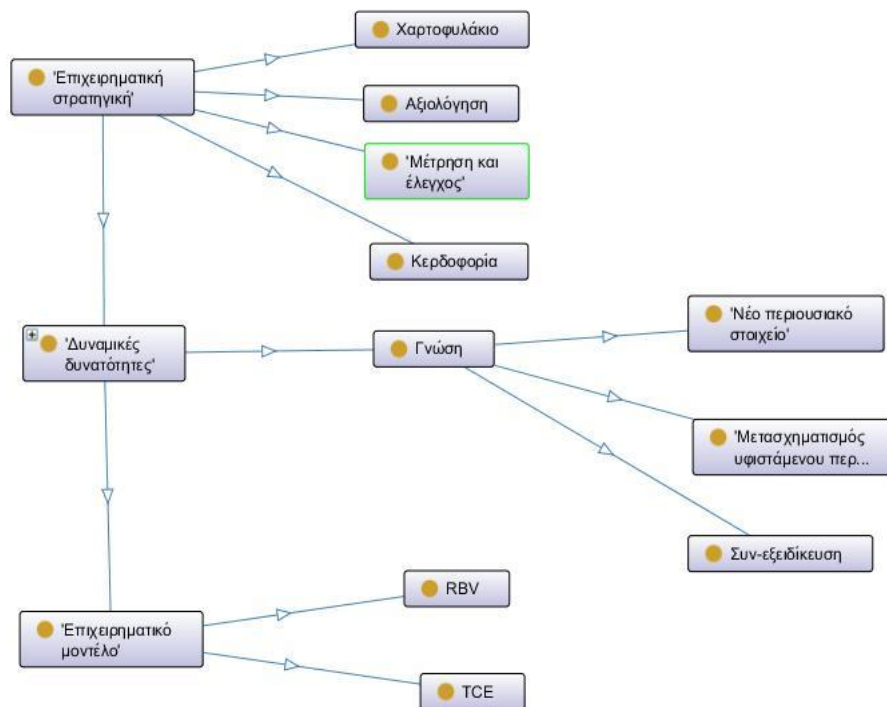 Χαρτοφυλάκιο
'Επιχειρηματική
στρατηγική'
Αξιολόγηση
'Μέτρηση και
έλεγχος'
Κερδοφορία
'Νέο περιουσιακό
στοιχείο'
'Δυναμικές
δυνατότητες'
Γνώση
'Μετασχηματισμός
υφιστάμενου περ...
Συν-εξειδίκευση
RBV
'Επιχειρηματικό
μοντέλο'
TCE